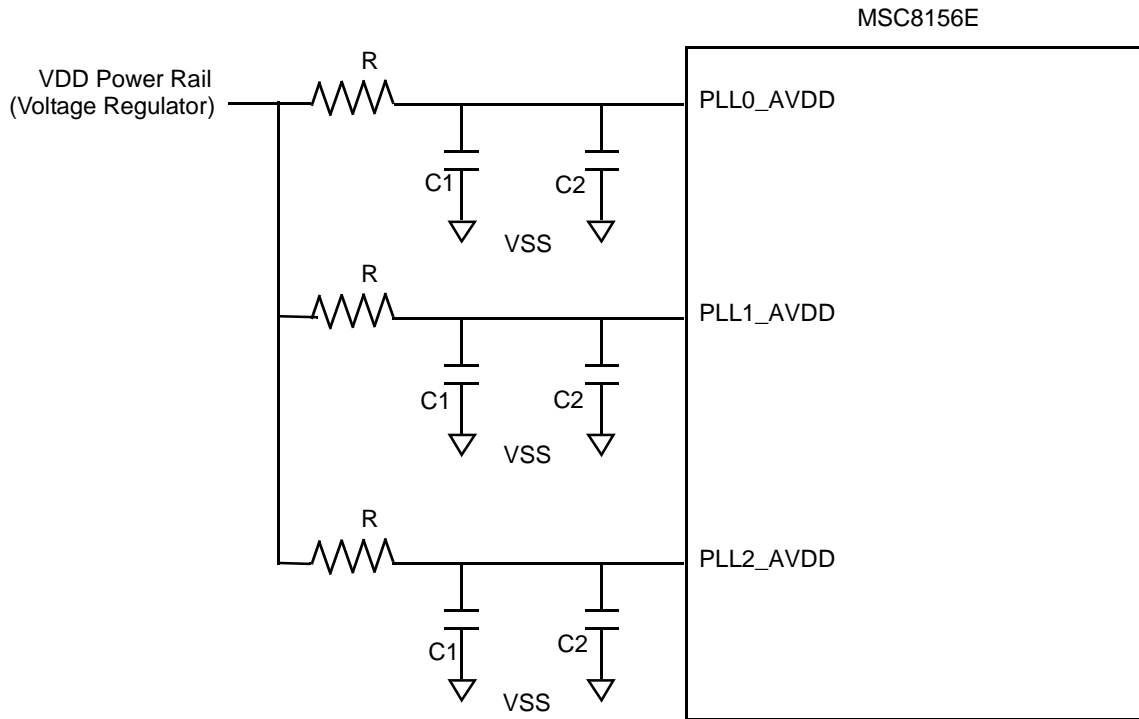 MSC8156E
R
VDD Power Rail
(Voltage Regulator)
PLL0_AVDD
C1
C2
VSS
R
PLL1_AVDD
C1
C2
VSS
R
PLL2_AVDD
C1
C2
VSS